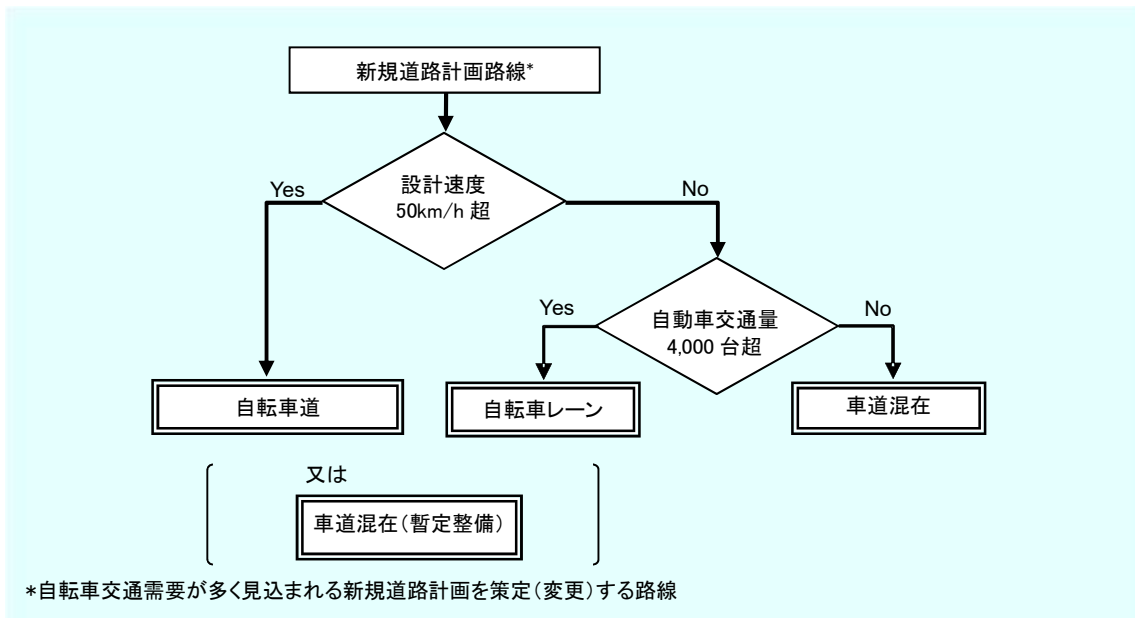 新規道路計画路線*
設計速度
50km/h 超
Yes
No
自動車交通量
4,000 台超
Yes
No
自転車道
自転車レーン
車道混在
又は
車道混在(暫定整備)
*自転車交通需要が多く見込まれる新規道路計画を策定(変更)する路線